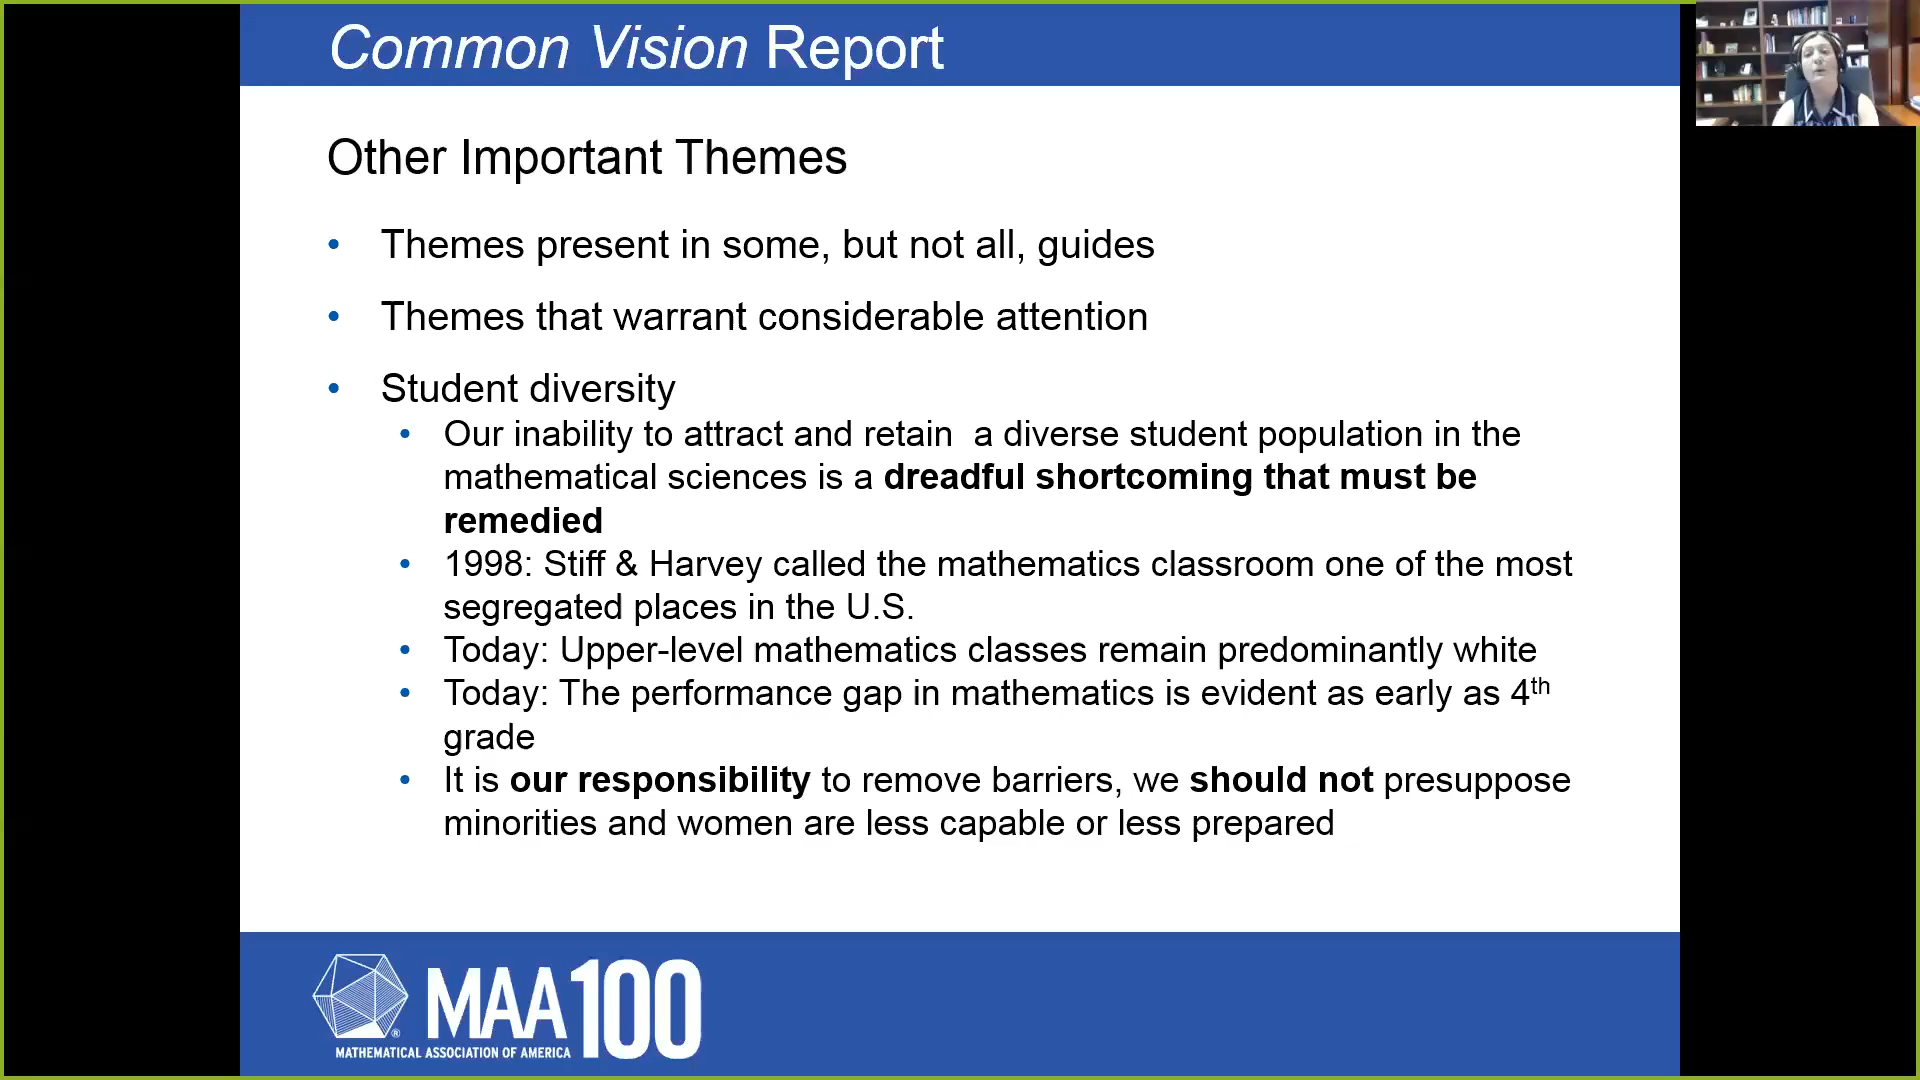 Common Vision Report
Other Important Themes
• Themes present in some, but not all, guides
• Themes that warrant considerable attention
• Student diversity
• Our inability to attract and retain  a diverse student population in the
mathematical sciences is a dreadful shortcoming that must be
remedied
• 1998: Stiff & Harvey called the mathematics classroom one of the most
segregated places in the U.S.
• Today: Upper-level mathematics classes remain predominantly white
• Today: The performance gap in mathematics is evident as early as 4th
grade
• It is our responsibility to remove barriers, we should not presuppose
minorities and women are less capable or less prepared
® MAA100
MATHEMATICAL ASSOCIATION OF AMERICA